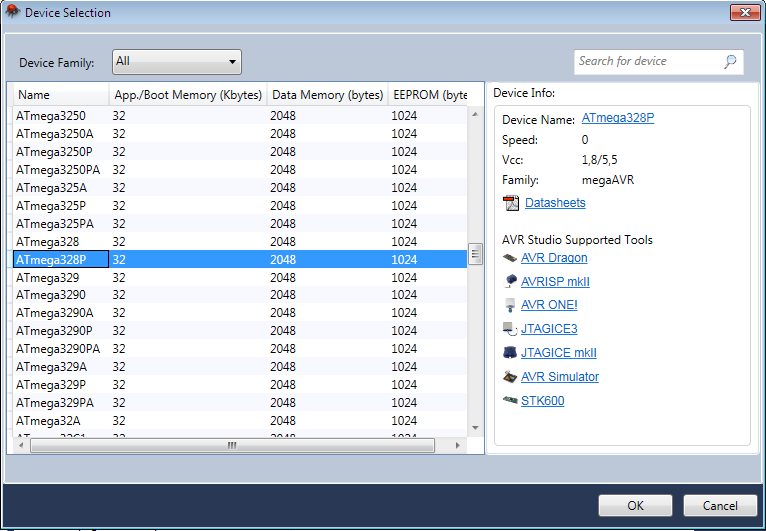 Device Selection
Device Family: All
Search for device
Name App./Boot Memory (Kbytes) Data Memory (bytes) EEPROM (byte
ATmega3250 32 2048 1024
ATmega3250A 32 2048 1024
ATmega3250P 32 2048 1024
ATmega3250PA 32 2048 1024
ATmega325A 32 2048 1024
ATmega325P 32 2048 1024
ATmega325PA 32 2048 1024
ATmega328 32 2048 1024
ATmega328P 32 2048 1024
ATmega329 32 2048 1024
ATmega3290 32 2048 1024
ATmega3290A 32 2048 1024
ATmega3290P 32 2048 1024
ATmega3290PA 32 2048 1024
ATmega329A 32 2048 1024
ATmega329P 32 2048 1024
ATmega329PA 32 2048 1024
ATmega32A 32 2048 1024
ATmega32C1 32 2048 1024
Device Info:
Device Name: ATmega328P
Speed: 0
Vcc: 1,8/5,5
Family: megaAVR
Datasheets
AVR Studio Supported Tools
AVR Dragon
AVRISP mkII
AVR ONE!
JTAGICE3
JTAGICE mkII
AVR Simulator
STK600
OK Cancel